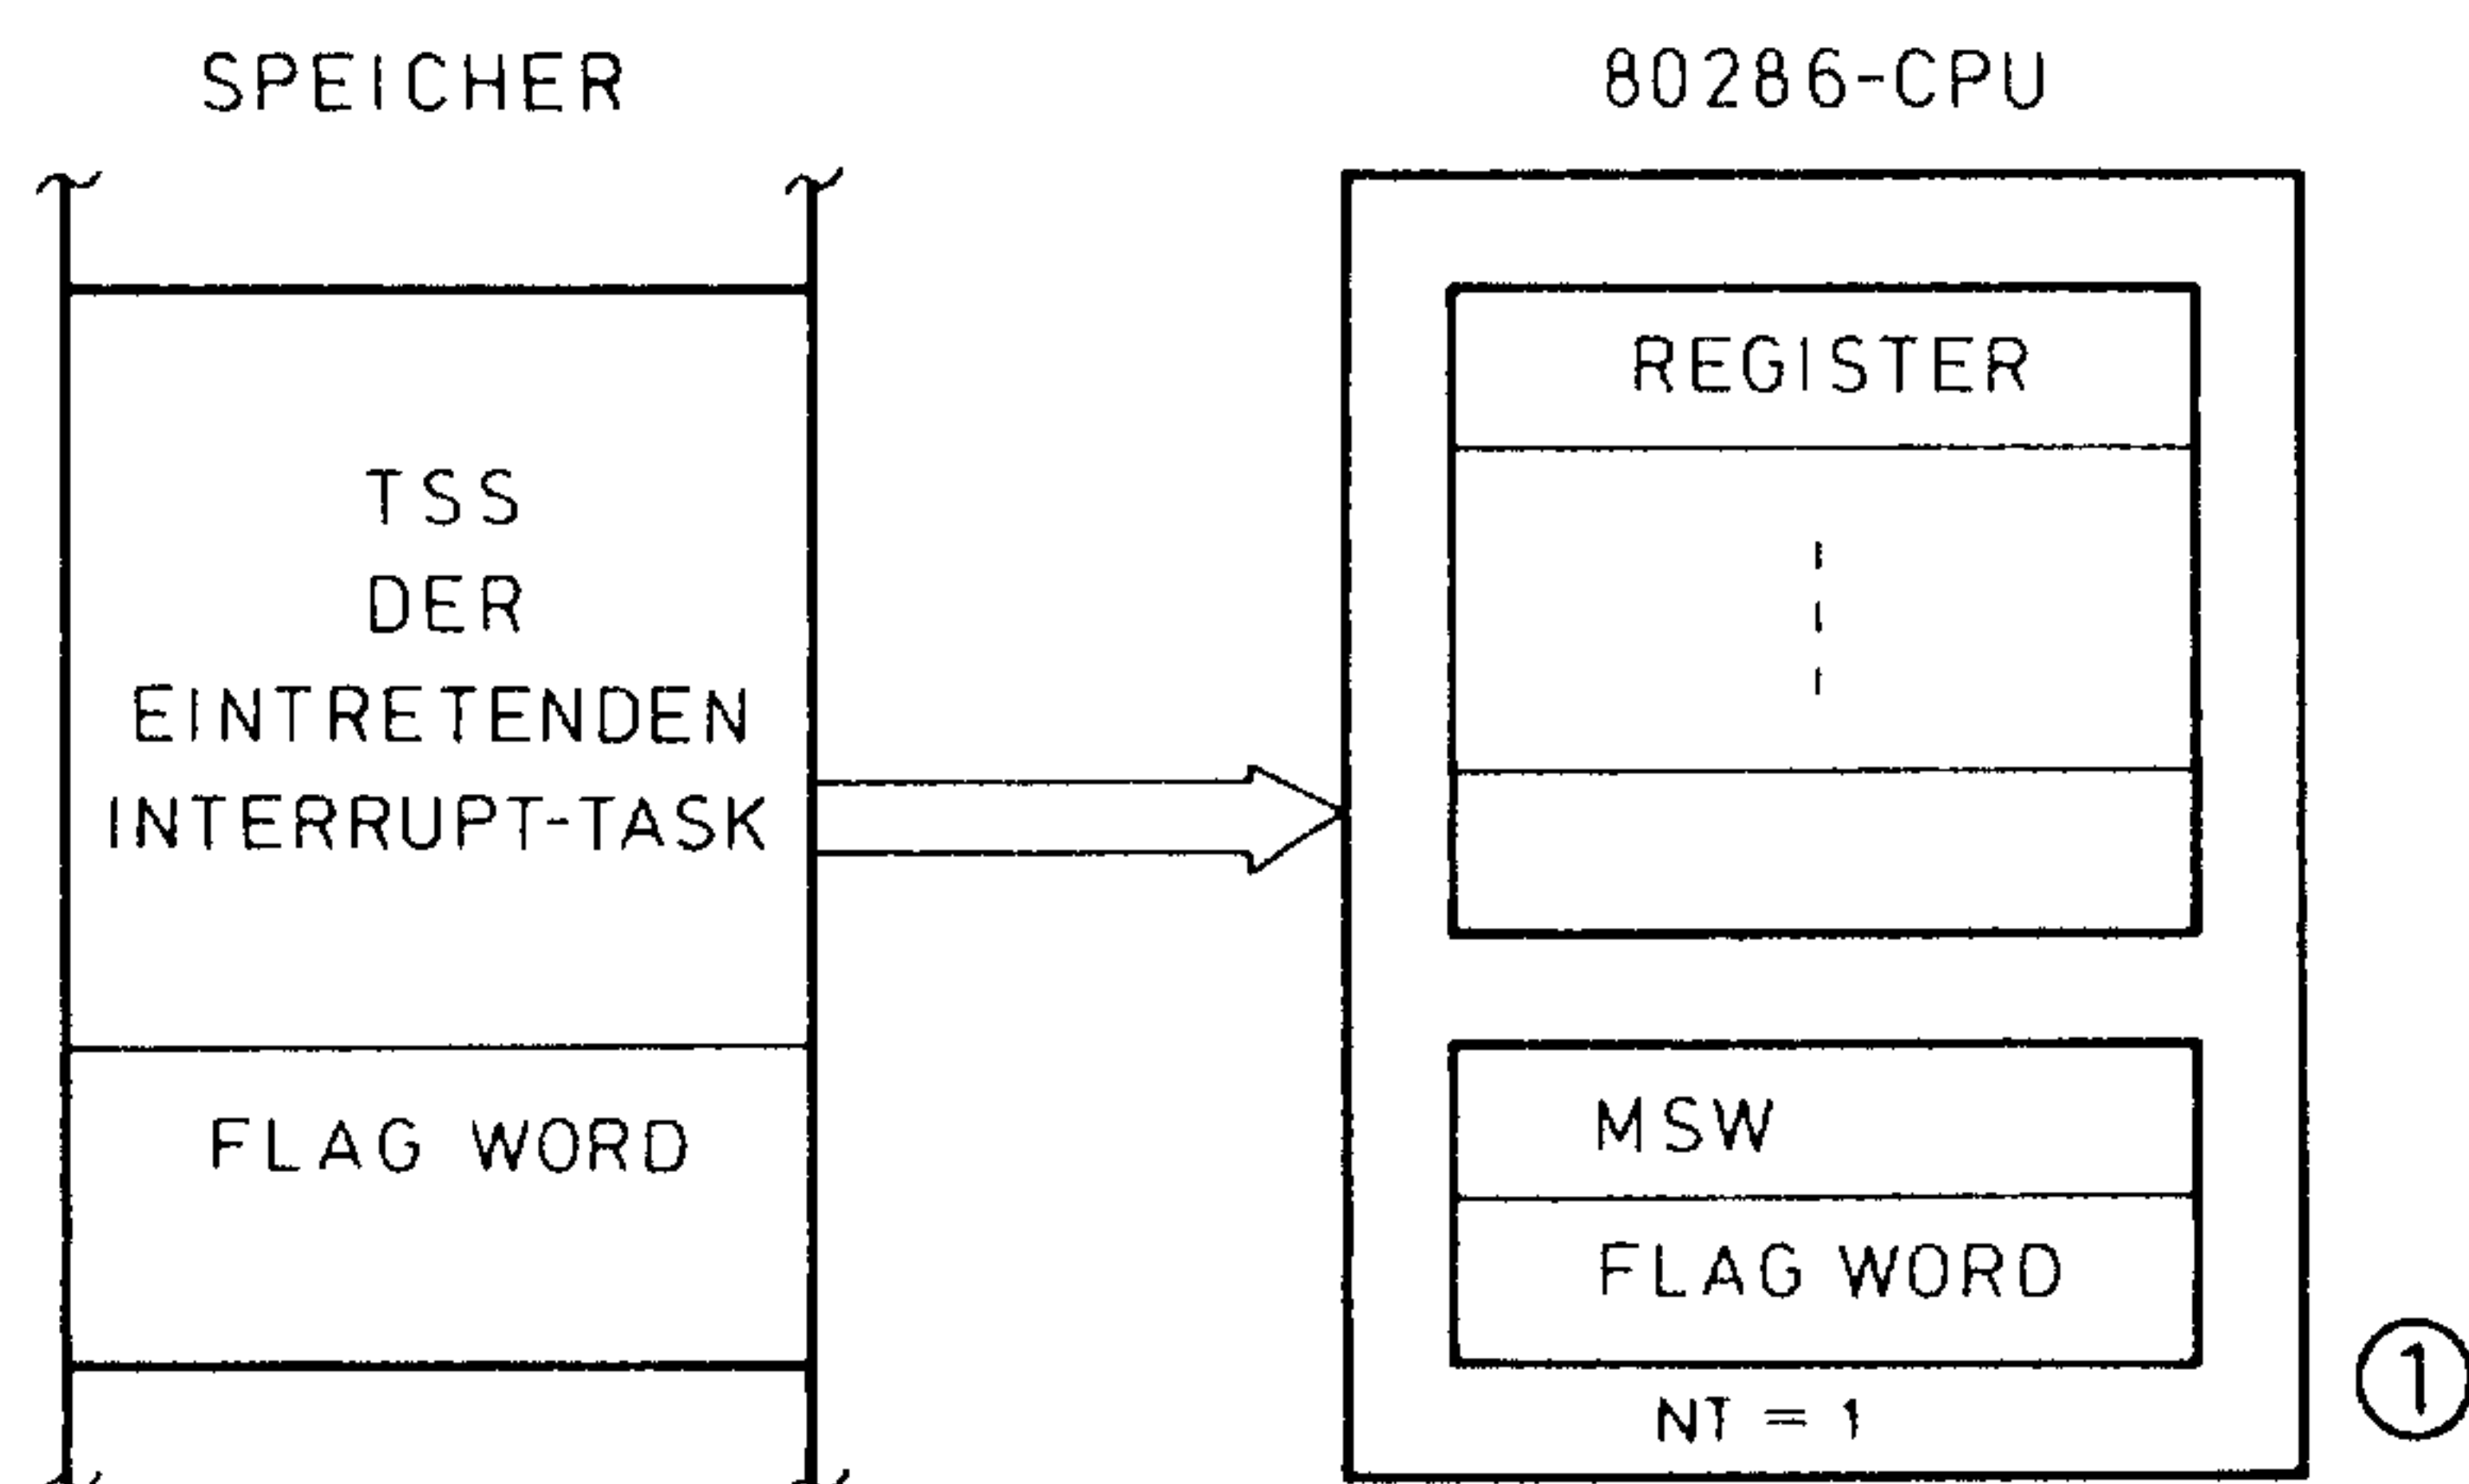 SPEICHER
80286-CPU
TSS
DER
EINTRETENDEN
INTERRUPT-TASK
FLAG WORD
REGISTER
MSW
FLAG WORD
NT = 1
1